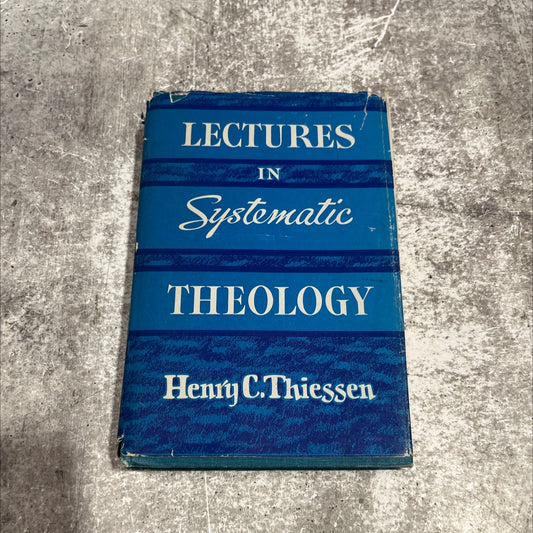 LECTURES
IN
Systematic
THEOLOGY
Henry C. Thiessen